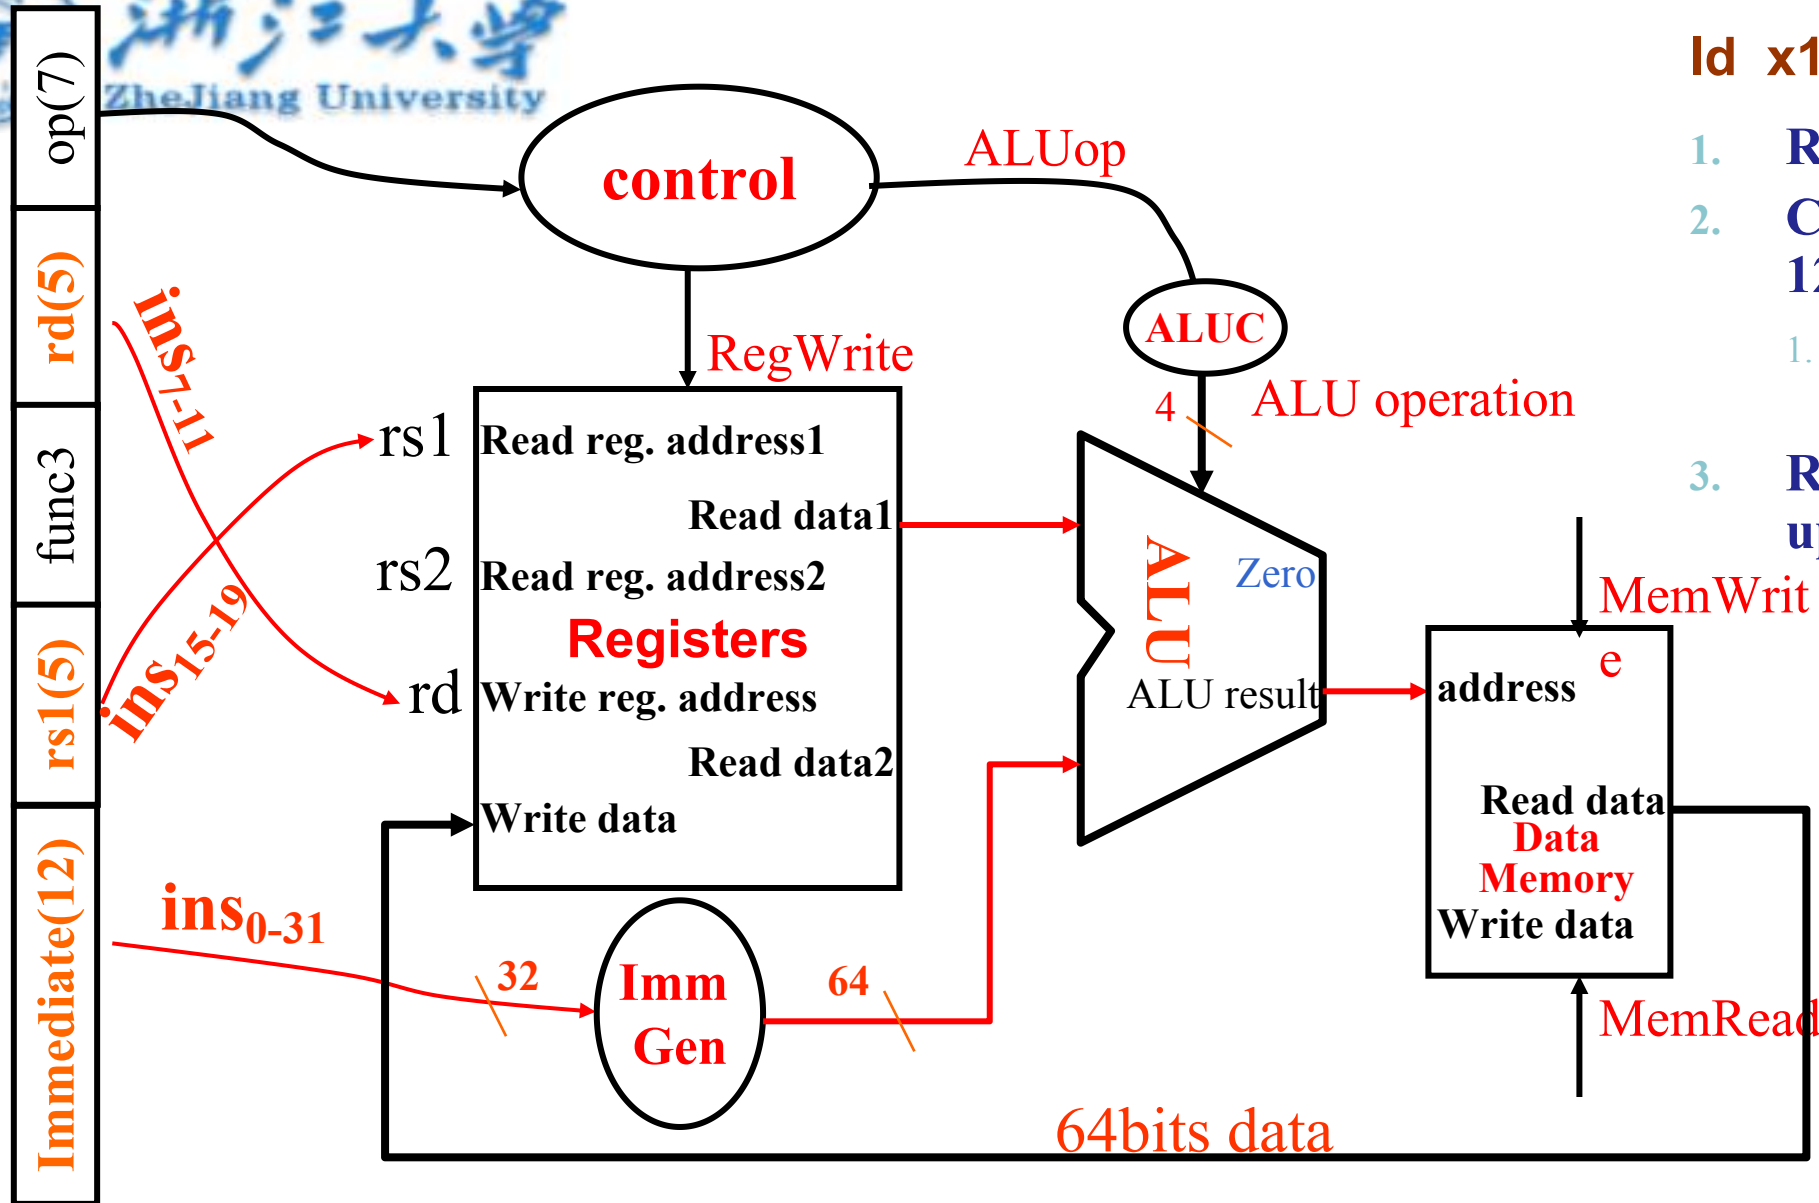 浙江大学
ZheJiang University
op(7)
rd(5)
func3
rs1(5)
Immediate(12)
ins7-11
ins15-19
ins0-31
control
ALUop
RegWrite
ALUC
4
ALU operation
rs1
Read reg. address1
Read data1
rs2
Read reg. address2
Registers
rd
Write reg. address
Read data2
Write data
ALU
Zero
ALU result
MemWrit
e
address
Read data
Data
Memory
Write data
MemRead
32
Imm
Gen
64
64bits data
ld x1
1. R
2. C
12
1.
3. R
up